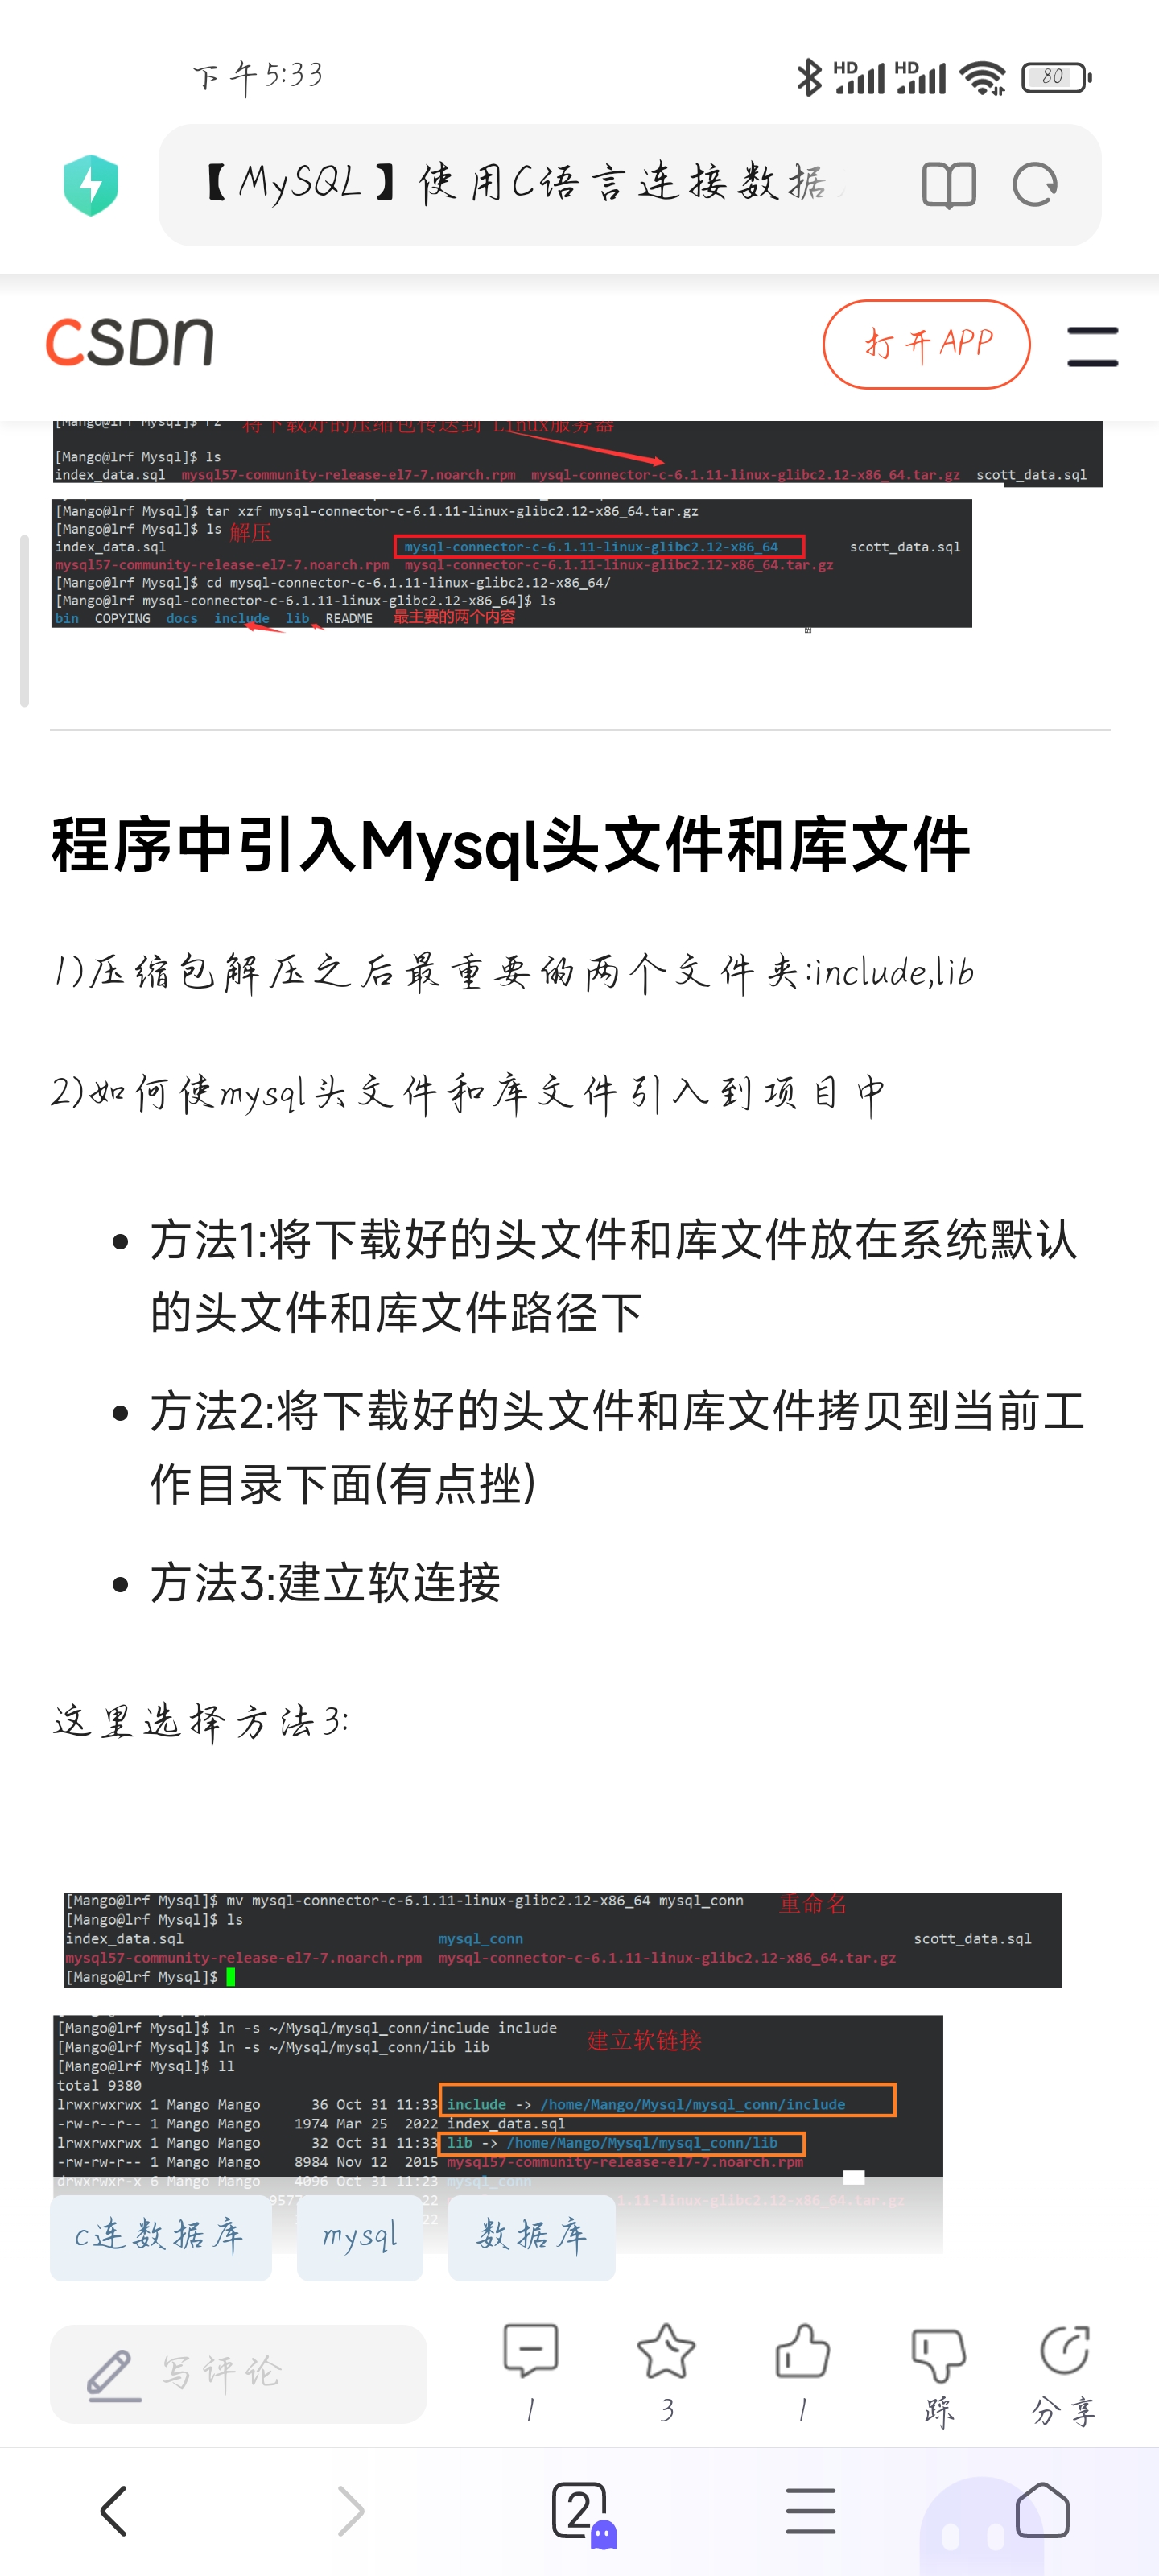 下午5:33
HD HD 80
【MySQL】使用C语言连接数据
CSDN 打开APP
[Mango@lrf Mysql]$ rz 将下载好的压缩包传送到 Linux服务器
[Mango@lrf Mysql]$ ls
index_data.sql mysql57-community-release-el7-7.noarch.rpm mysql-connector-c-6.1.11-linux-glibc2.12-x86_64.tar.gz scott_data.sql
[Mango@lrf Mysql]$ tar xzf mysql-connector-c-6.1.11-linux-glibc2.12-x86_64.tar.gz
[Mango@lrf Mysql]$ ls 解压
index_data.sql mysql-connector-c-6.1.11-linux-glibc2.12-x86_64 scott_data.sql
mysql57-community-release-el7-7.noarch.rpm mysql-connector-c-6.1.11-linux-glibc2.12-x86_64.tar.gz
[Mango@lrf Mysql]$ cd mysql-connector-c-6.1.11-linux-glibc2.12-x86_64/
[Mango@lrf mysql-connector-c-6.1.11-linux-glibc2.12-x86_64]$ ls
bin COPYING docs include lib README 最主要的两个内容
程序中引入Mysql头文件和库文件
1)压缩包解压之后最重要的两个文件夹:include,lib
2)如何使mysql头文件和库文件引入到项目中
• 方法1:将下载好的头文件和库文件放在系统默认
的头文件和库文件路径下
• 方法2:将下载好的头文件和库文件拷贝到当前工
作目录下面(有点挫)
• 方法3:建立软连接
这里选择方法3:
[Mango@lrf Mysql]$ mv mysql-connector-c-6.1.11-linux-glibc2.12-x86_64 mysql_conn 重命名
[Mango@lrf Mysql]$ ls
index_data.sql mysql_conn scott_data.sql
mysql57-community-release-el7-7.noarch.rpm mysql-connector-c-6.1.11-linux-glibc2.12-x86_64.tar.gz
[Mango@lrf Mysql]$
[Mango@lrf Mysql]$ ln -s ~/Mysql/mysql_conn/include include
[Mango@lrf Mysql]$ ln -s ~/Mysql/mysql_conn/lib lib 建立软链接
[Mango@lrf Mysql]$ ll
total 9380
lrwxrwxrwx 1 Mango Mango 36 Oct 31 11:33 include -> /home/Mango/Mysql/mysql_conn/include
-rw-r--r-- 1 Mango Mango 1974 Mar 25 2022 index_data.sql
lrwxrwxrwx 1 Mango Mango 32 Oct 31 11:33 lib -> /home/Mango/Mysql/mysql_conn/lib
-rw-rw-r-- 1 Mango Mango 8984 Nov 12 2015 mysql57-community-release-el7-7.noarch.rpm
drwxrwxr-x 6 Mango Mango 4096 Oct 31 11:23 mysql_conn
9577 22 1.11-linux-glibc2.12-x86_64.tar.gz
22
c连数据库 mysql 数据库
写评论 1 3 1 踩 分享
2